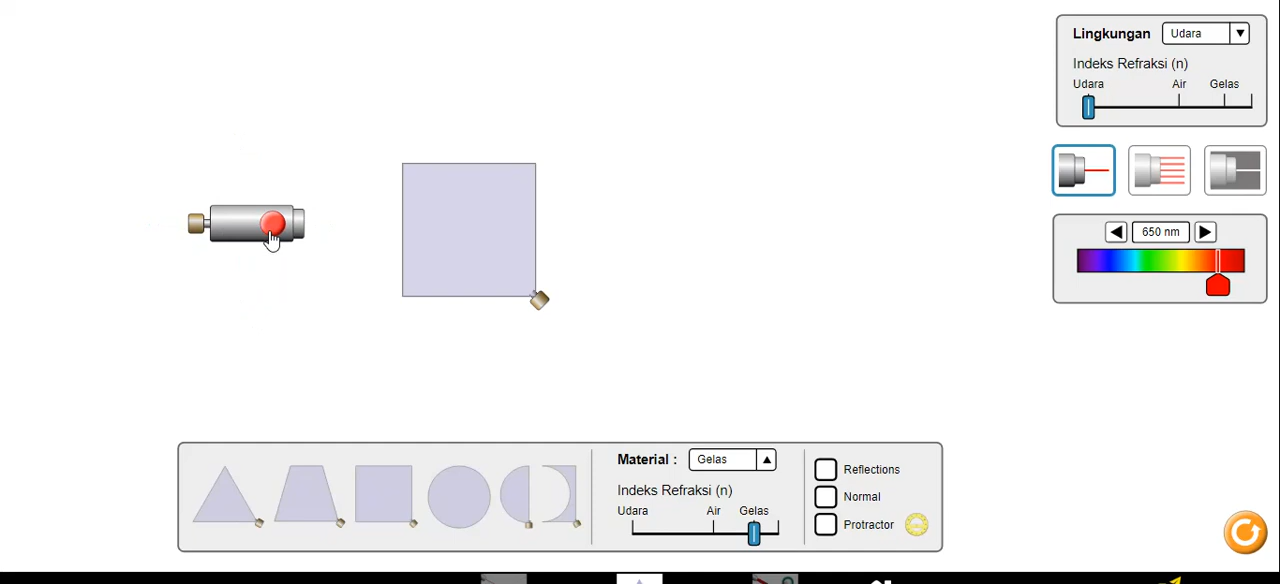 Lingkungan Udara
Indeks Refraksi (n)
Udara Air Gelas
650 nm
Material : Gelas
Indeks Refraksi (n)
Udara Air Gelas
Reflections
Normal
Protractor